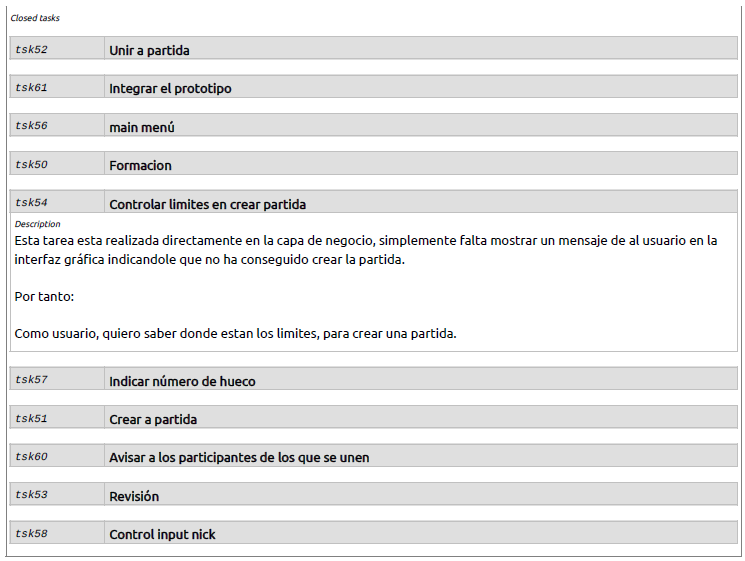 Closed tasks
tsk52 Unir a partida
tsk61 Integrar el prototipo
tsk56 main menú
tsk50 Formacion
tsk54 Controlar limites en crear partida
Description
Esta tarea esta realizada directamente en la capa de negocio, simplemente falta mostrar un mensaje de al usuario en la
interfaz gráfica indicandole que no ha conseguido crear la partida.
Por tanto:
Como usuario, quiero saber donde estan los limites, para crear una partida.
tsk57 Indicar número de hueco
tsk51 Crear a partida
tsk60 Avisar a los participantes de los que se unen
tsk53 Revisión
tsk58 Control input nick